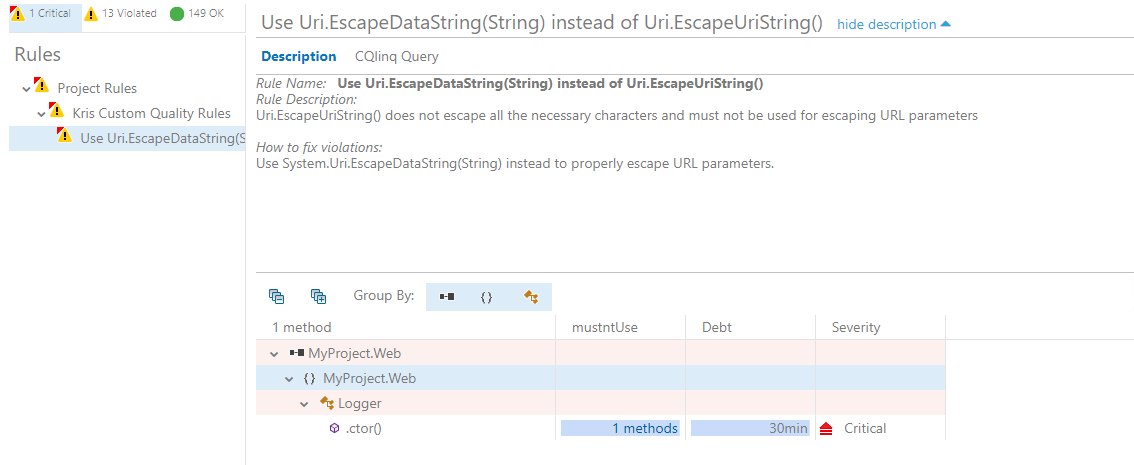 1 Critical 13 Violated 149 OK
Use Uri.EscapeDataString(String) instead of Uri.EscapeUriString() hide description
Rules
Description CQlinq Query
Project Rules
Kris Custom Quality Rules
Use Uri.EscapeDataString(S
Rule Name: Use Uri.EscapeDataString(String) instead of Uri.EscapeUriString()
Rule Description:
Uri.EscapeUriString() does not escape all the necessary characters and must not be used for escaping URL parameters
How to fix violations:
Use System.Uri.EscapeDataString(String) instead to properly escape URL parameters.
Group By: { }
1 method mustntUse Debt Severity
MyProject.Web
{ } MyProject.Web
Logger
.ctor() 1 methods 30min Critical